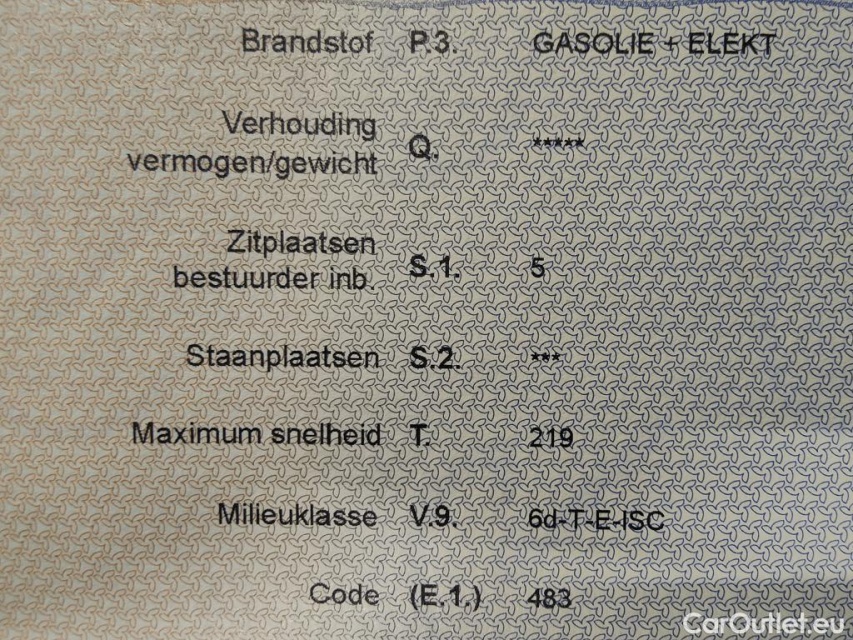 Brandstof P.3. GASOLIE + ELEKT
Verhouding
vermogen/gewicht Q. *****
Zitplaatsen
bestuurder inb. S.1. 5
Staanplaatsen S.2. ***
Maximum snelheid T. 219
Milieuklasse V.9. 6d-T-E-ISC
Code (E.1.) 483
CarOutlet.eu